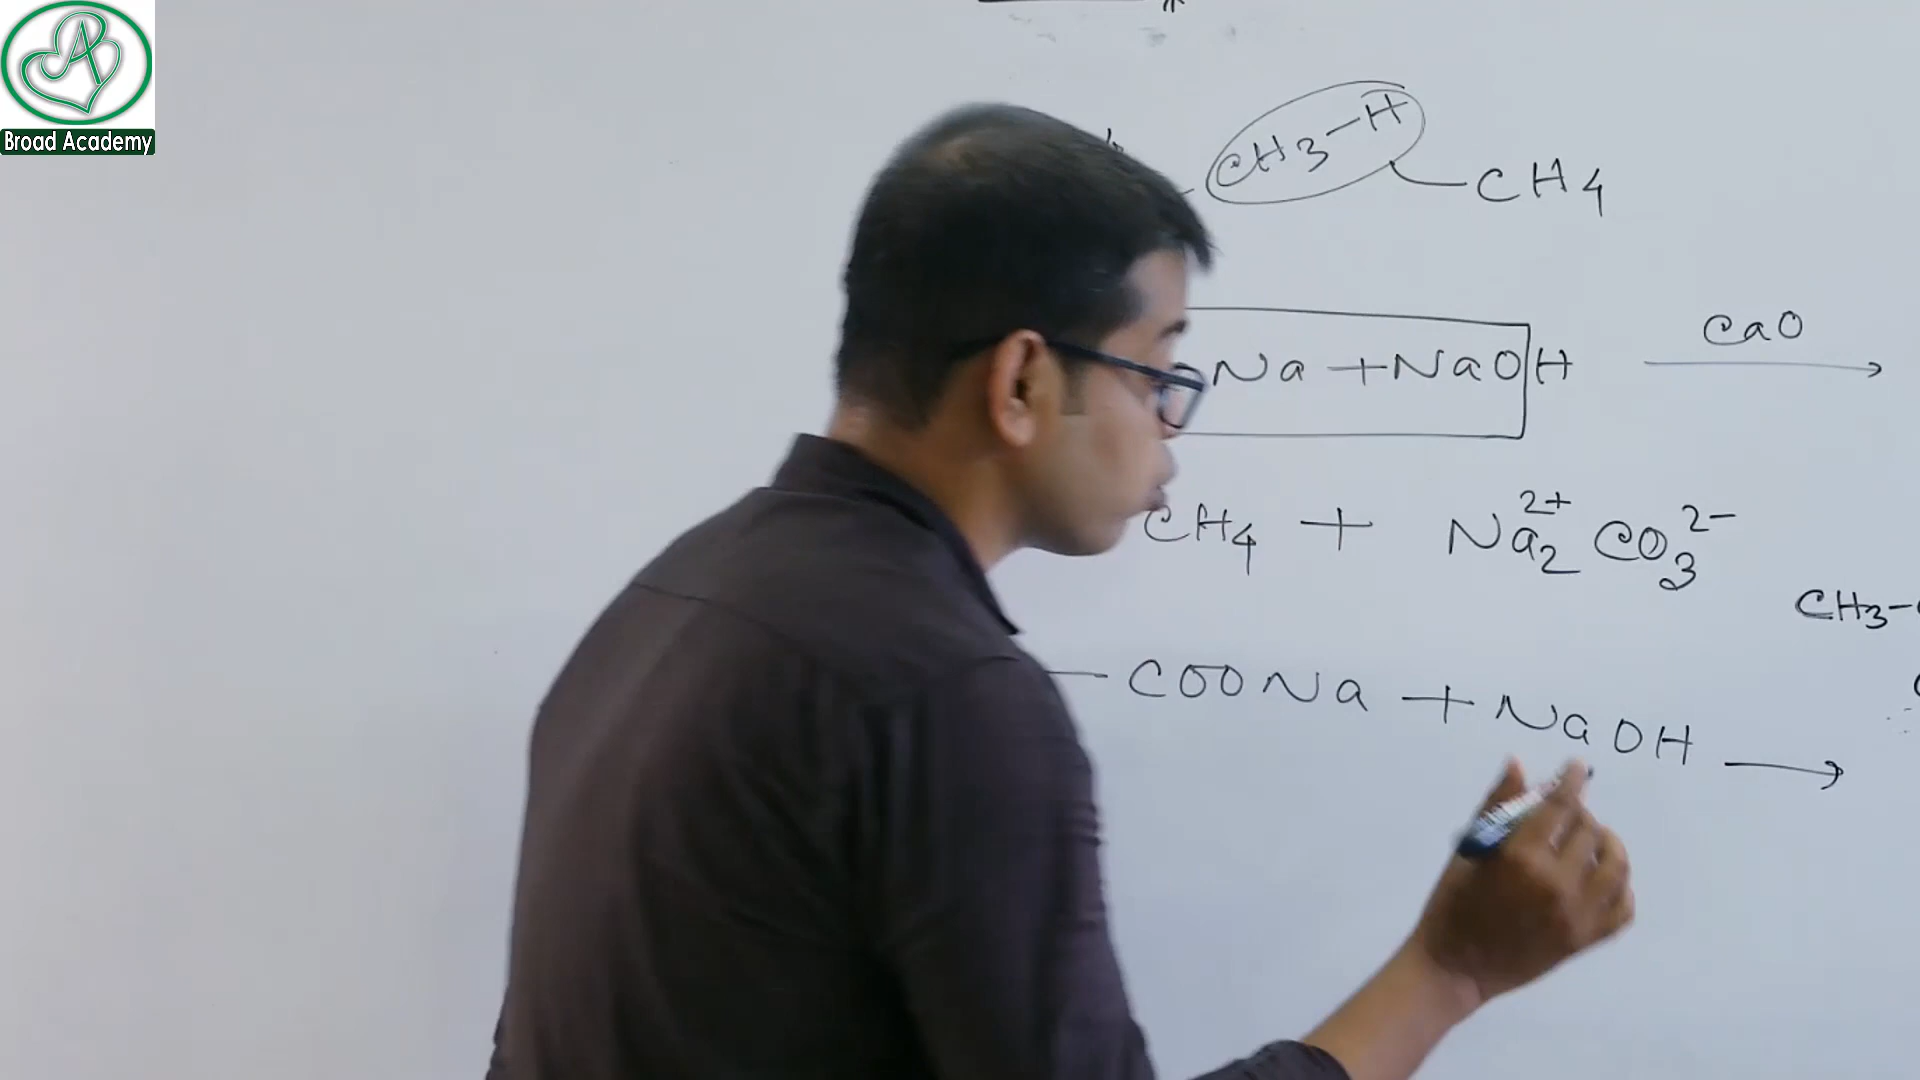 Broad Academy
CH3-H
CH4
Na + NaOH CaO →
CH4 + Na2^2+ CO3^2-
CH3-
- COONa + NaOH →